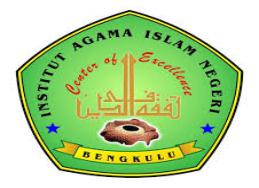 INSTITUT AGAMA ISLAM NEGERI
Center of Excellence
BENGKULU